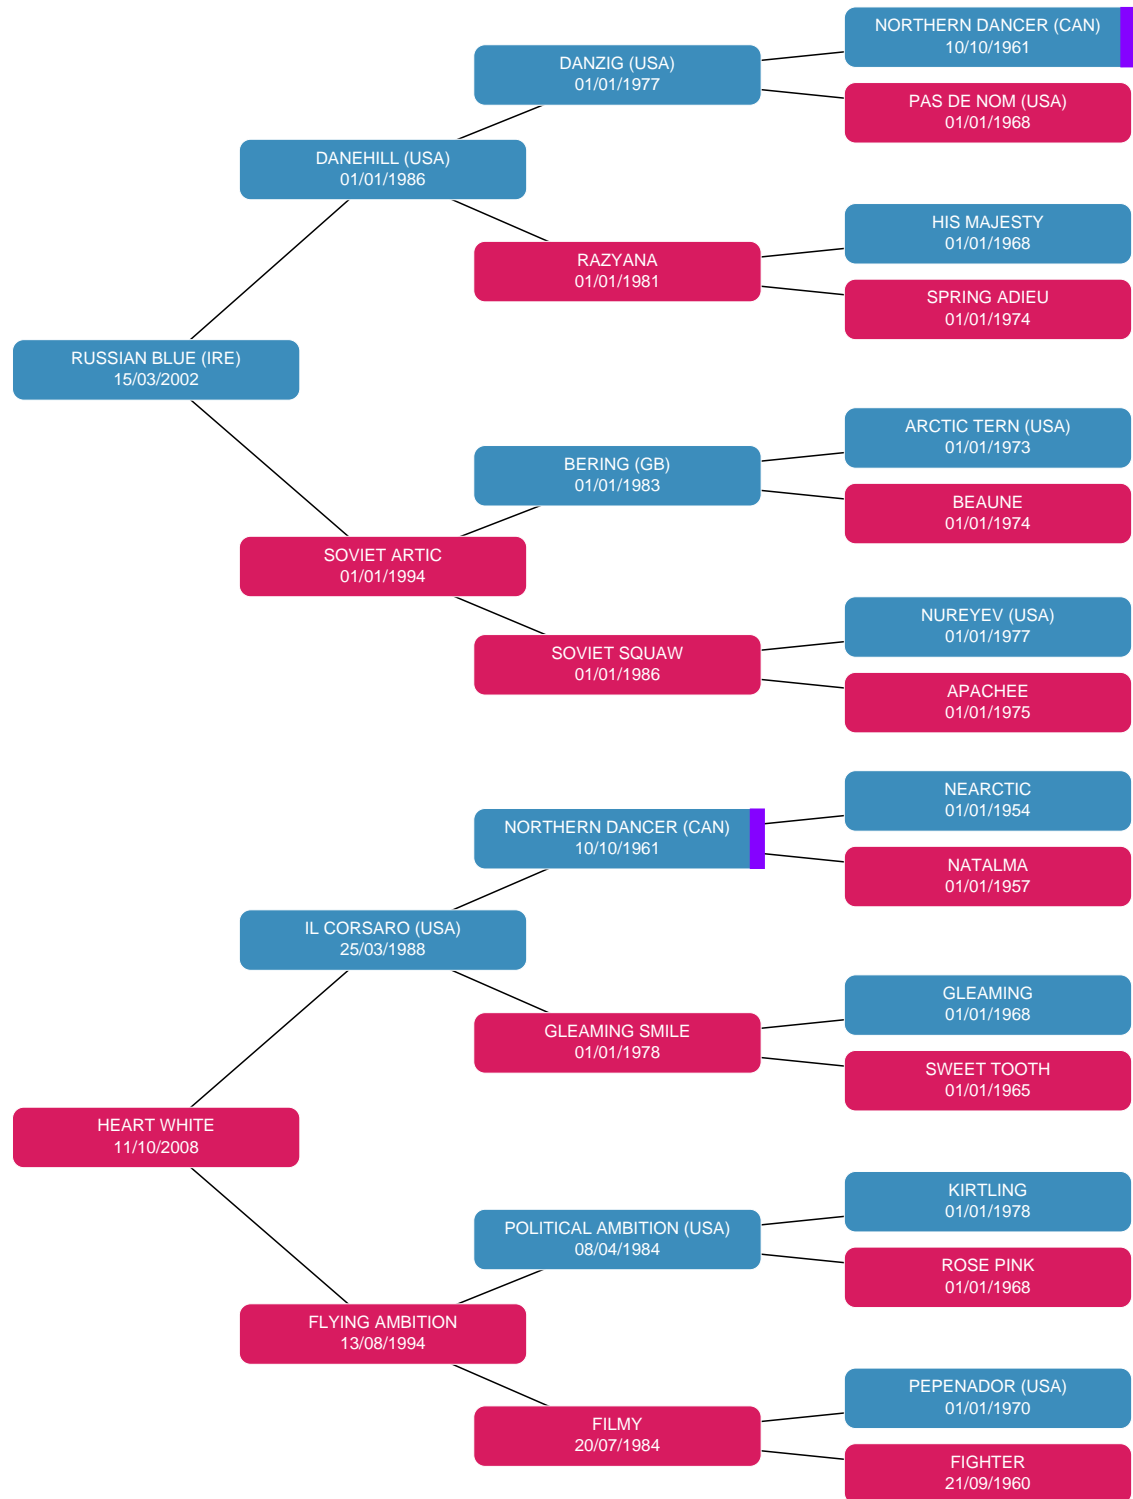 NORTHERN DANCER (CAN)
10/10/1961
DANZIG (USA)
01/01/1977
PAS DE NOM (USA)
01/01/1968
DANEHILL (USA)
01/01/1986
HIS MAJESTY
01/01/1968
RAZYANA
01/01/1981
SPRING ADIEU
01/01/1974
RUSSIAN BLUE (IRE)
15/03/2002
ARCTIC TERN (USA)
01/01/1973
BERING (GB)
01/01/1983
BEAUNE
01/01/1974
SOVIET ARTIC
01/01/1994
NUREYEV (USA)
01/01/1977
SOVIET SQUAW
01/01/1986
APACHEE
01/01/1975
NEARCTIC
01/01/1954
NORTHERN DANCER (CAN)
10/10/1961
NATALMA
01/01/1957
IL CORSARO (USA)
25/03/1988
GLEAMING
01/01/1968
GLEAMING SMILE
01/01/1978
SWEET TOOTH
01/01/1965
HEART WHITE
11/10/2008
KIRTLING
01/01/1978
POLITICAL AMBITION (USA)
08/04/1984
ROSE PINK
01/01/1968
FLYING AMBITION
13/08/1994
PEPENADOR (USA)
01/01/1970
FILMY
20/07/1984
FIGHTER
21/09/1960